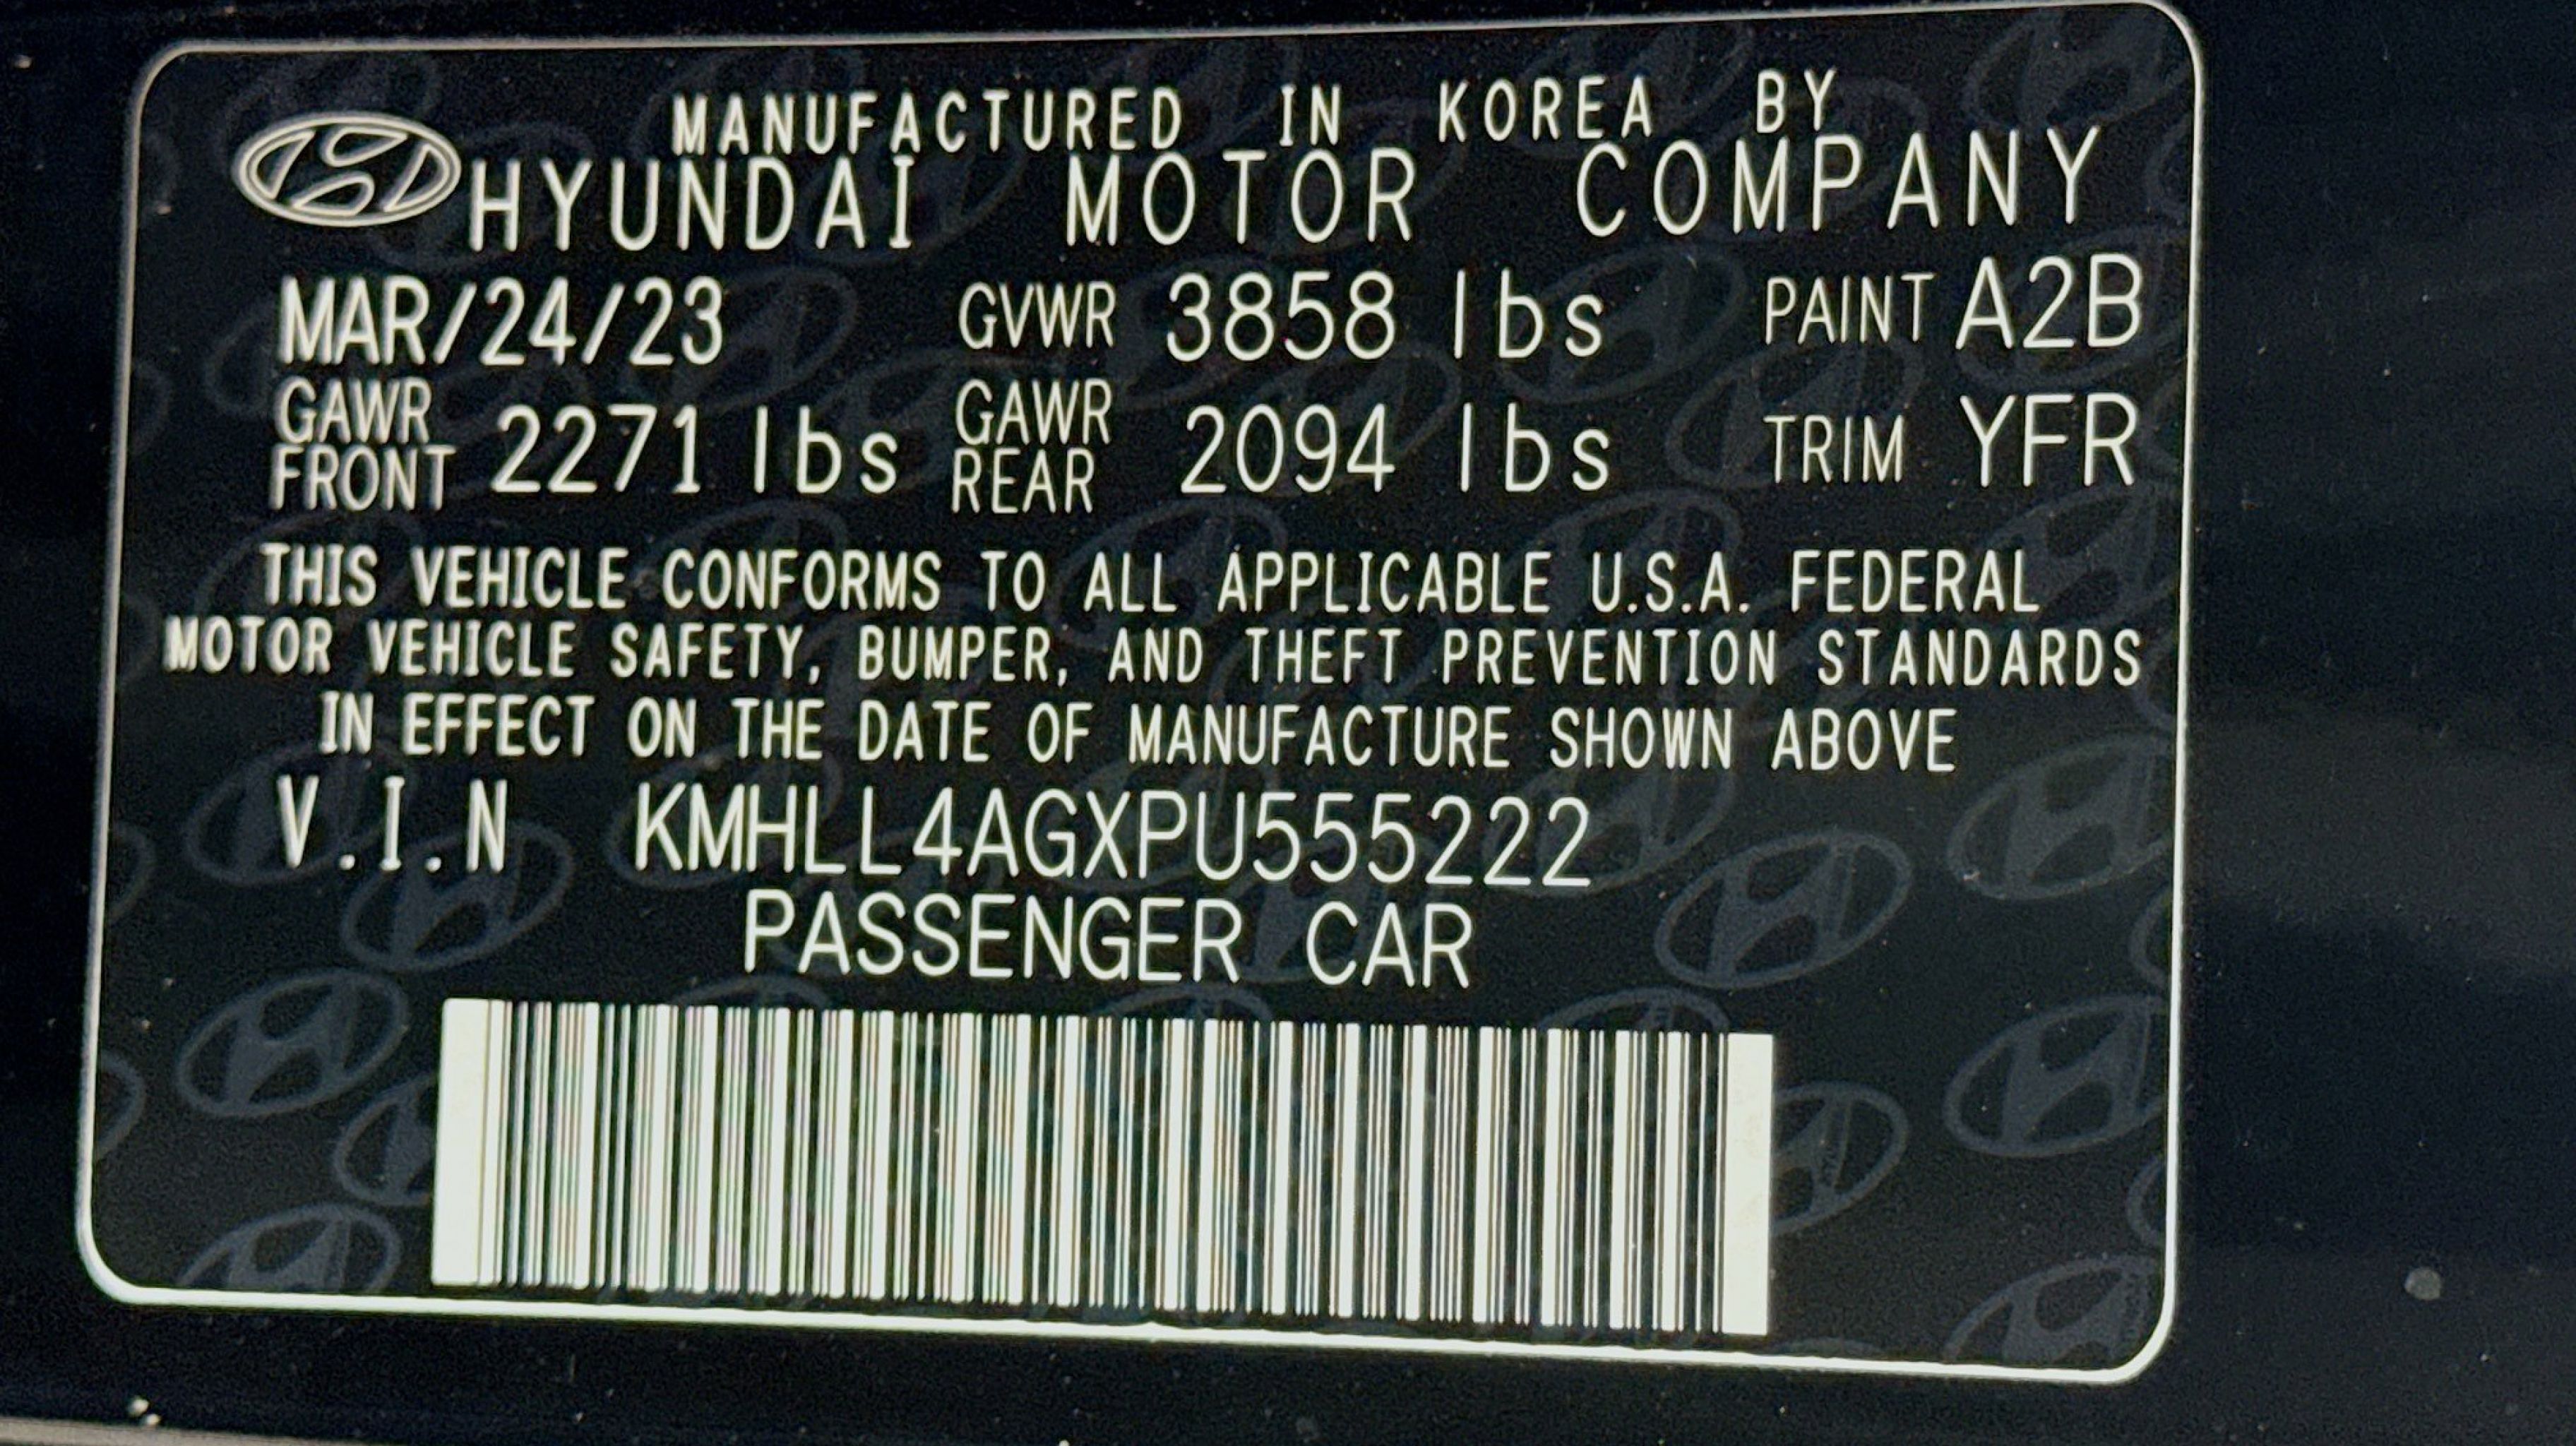 MANUFACTURED IN KOREA BY
HYUNDAI MOTOR COMPANY
MAR/24/23 GVWR 3858 lbs PAINT A2B
GAWR FRONT 2271 lbs GAWR REAR 2094 lbs TRIM YFR
THIS VEHICLE CONFORMS TO ALL APPLICABLE U.S.A. FEDERAL
MOTOR VEHICLE SAFETY, BUMPER, AND THEFT PREVENTION STANDARDS
IN EFFECT ON THE DATE OF MANUFACTURE SHOWN ABOVE
V.I.N KMHLL4AGXPU555222
PASSENGER CAR